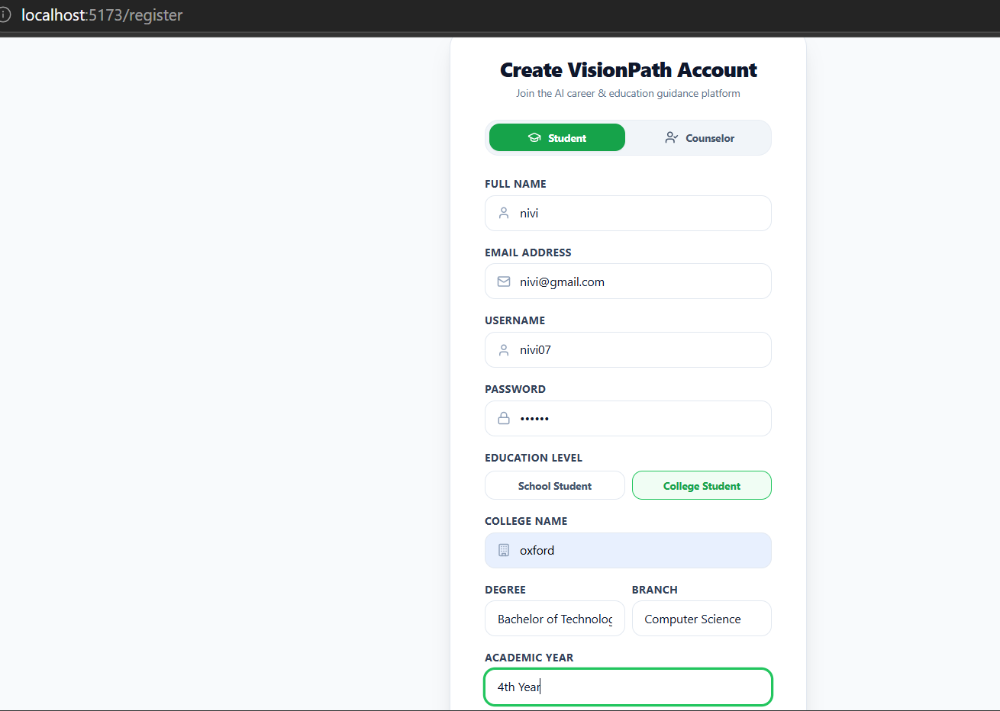 localhost:5173/register
Create VisionPath Account
Join the AI career & education guidance platform
Student Counselor
FULL NAME
nivi
EMAIL ADDRESS
nivi@gmail.com
USERNAME
nivi07
PASSWORD
••••••
EDUCATION LEVEL
School Student College Student
COLLEGE NAME
oxford
DEGREE BRANCH
Bachelor of Technolog Computer Science
ACADEMIC YEAR
4th Year